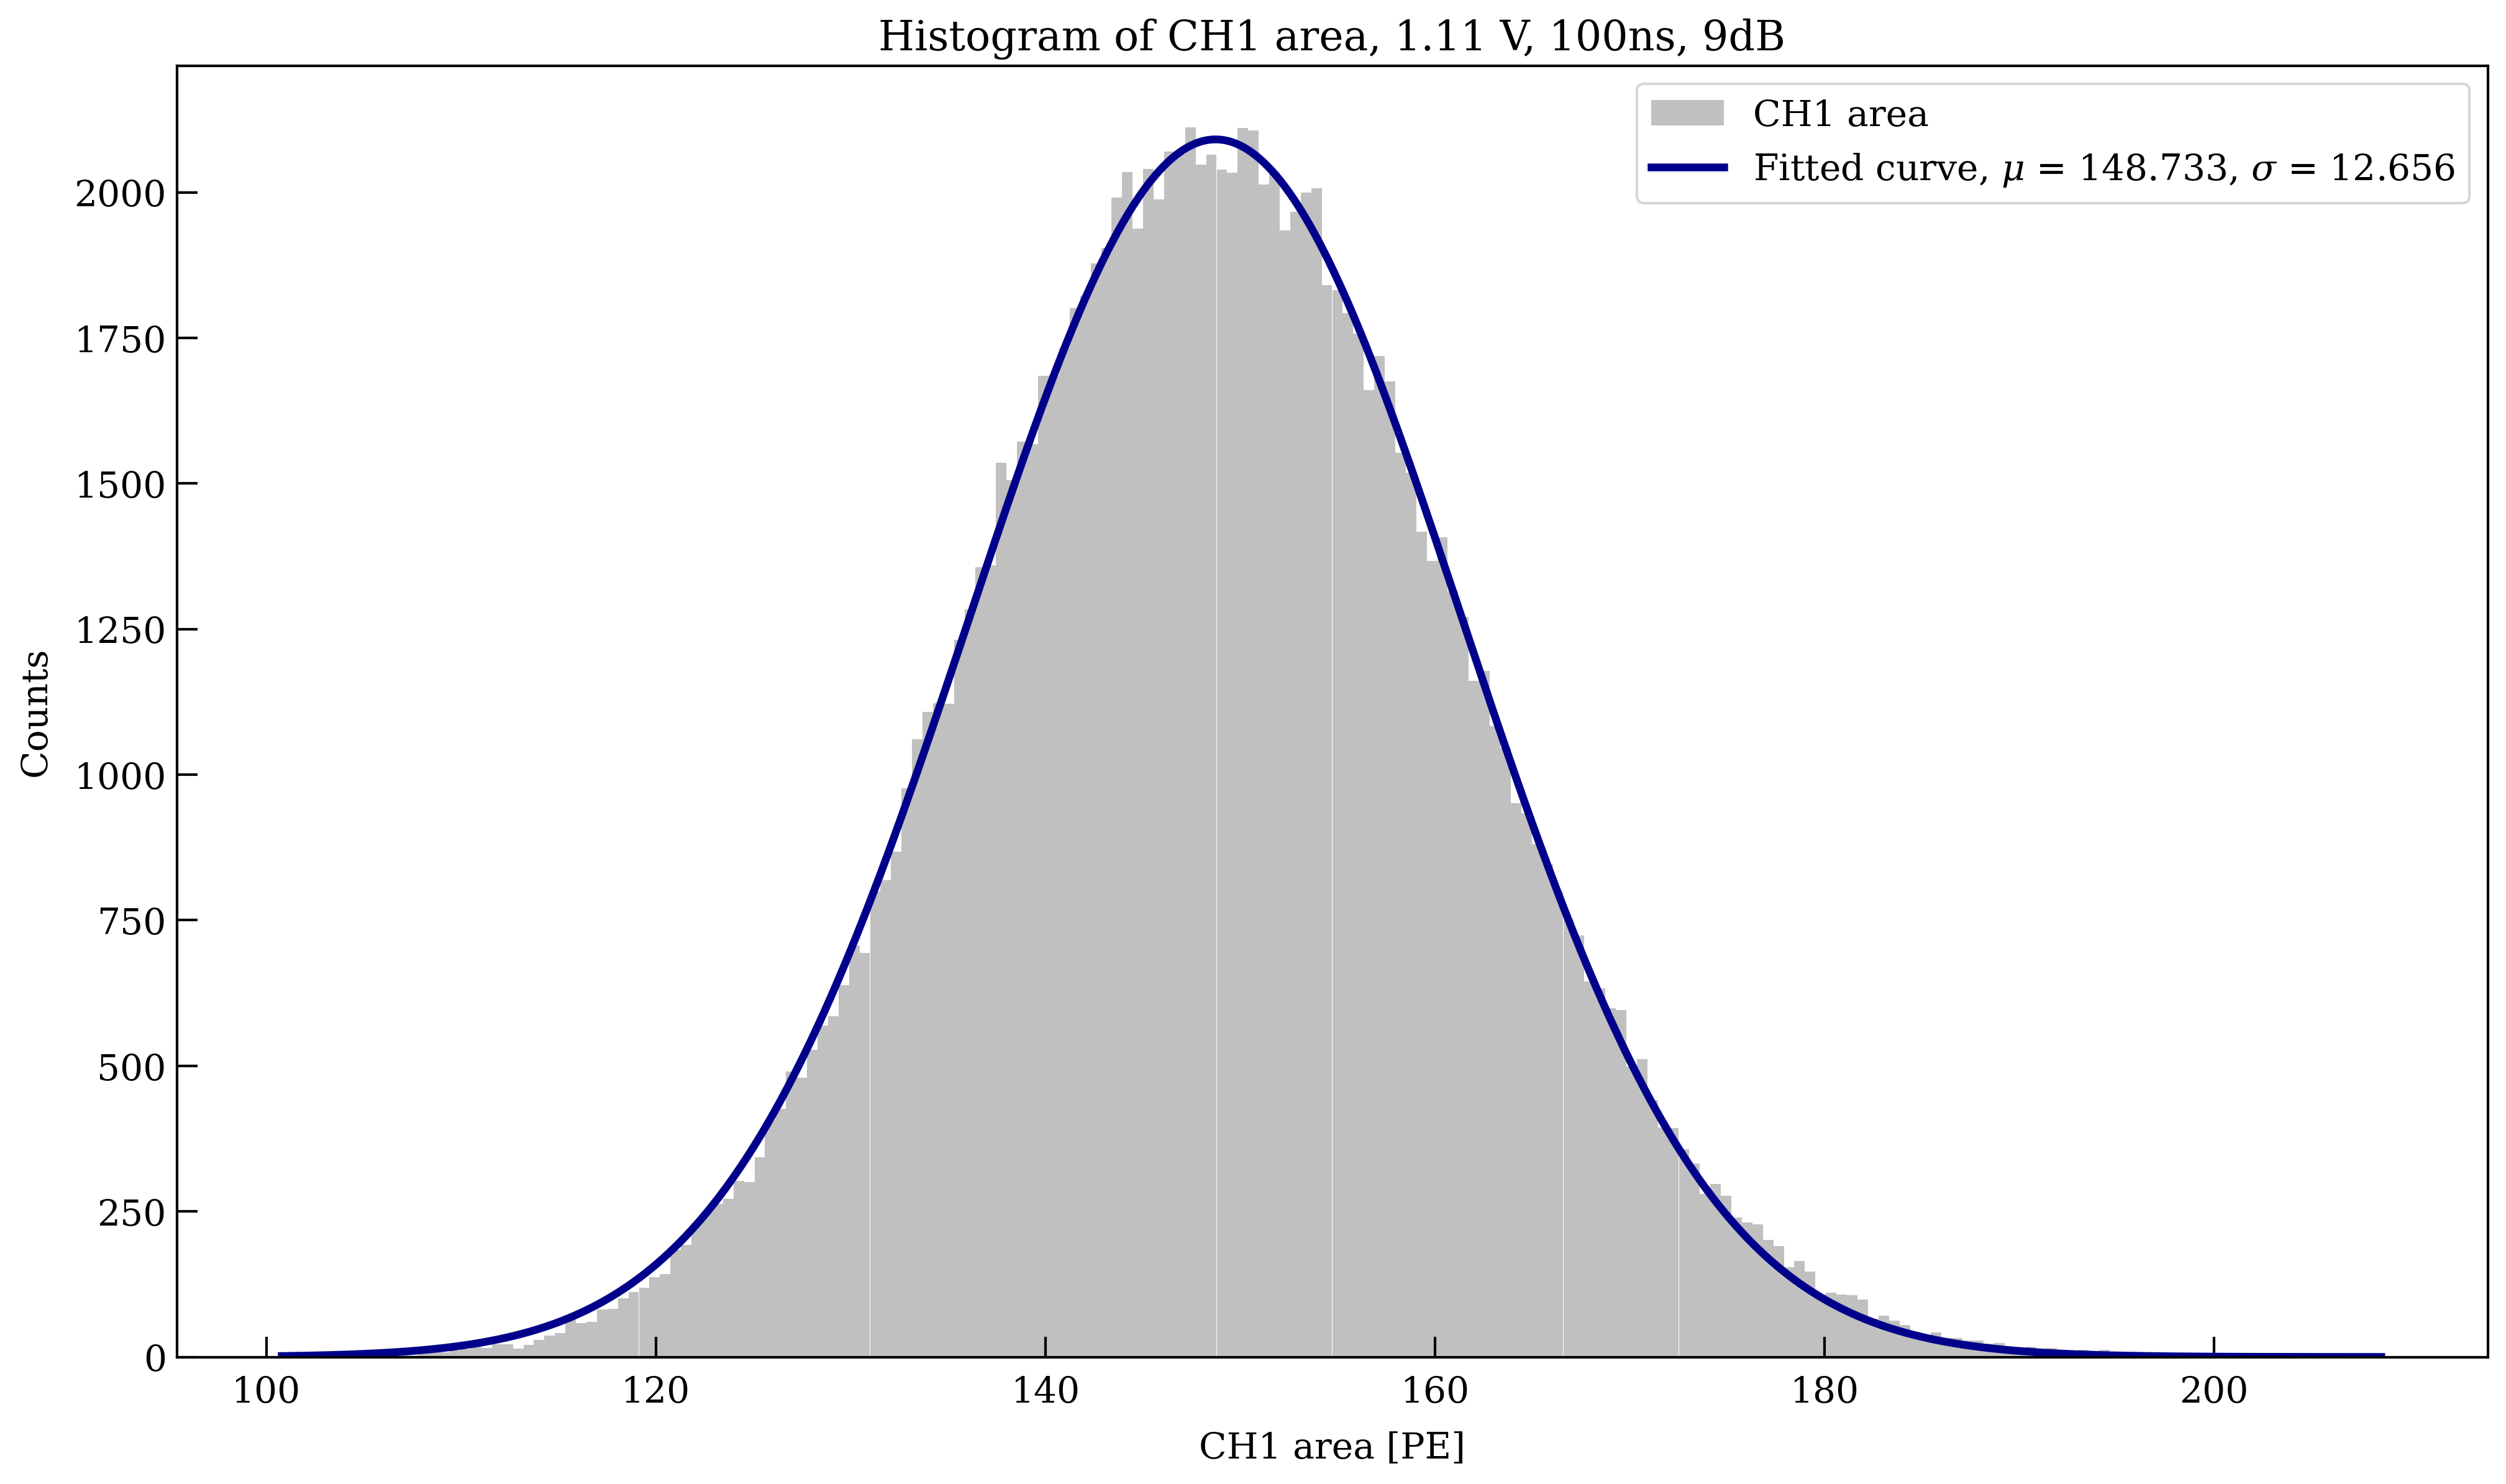 Histogram of CH1 area, 1.11 V, 100ns, 9dB
CH1 area
Fitted curve, μ = 148.733, σ = 12.656
Counts
2000
1750
1500
1250
1000
750
500
250
0
100 120 140 160 180 200
CH1 area [PE]